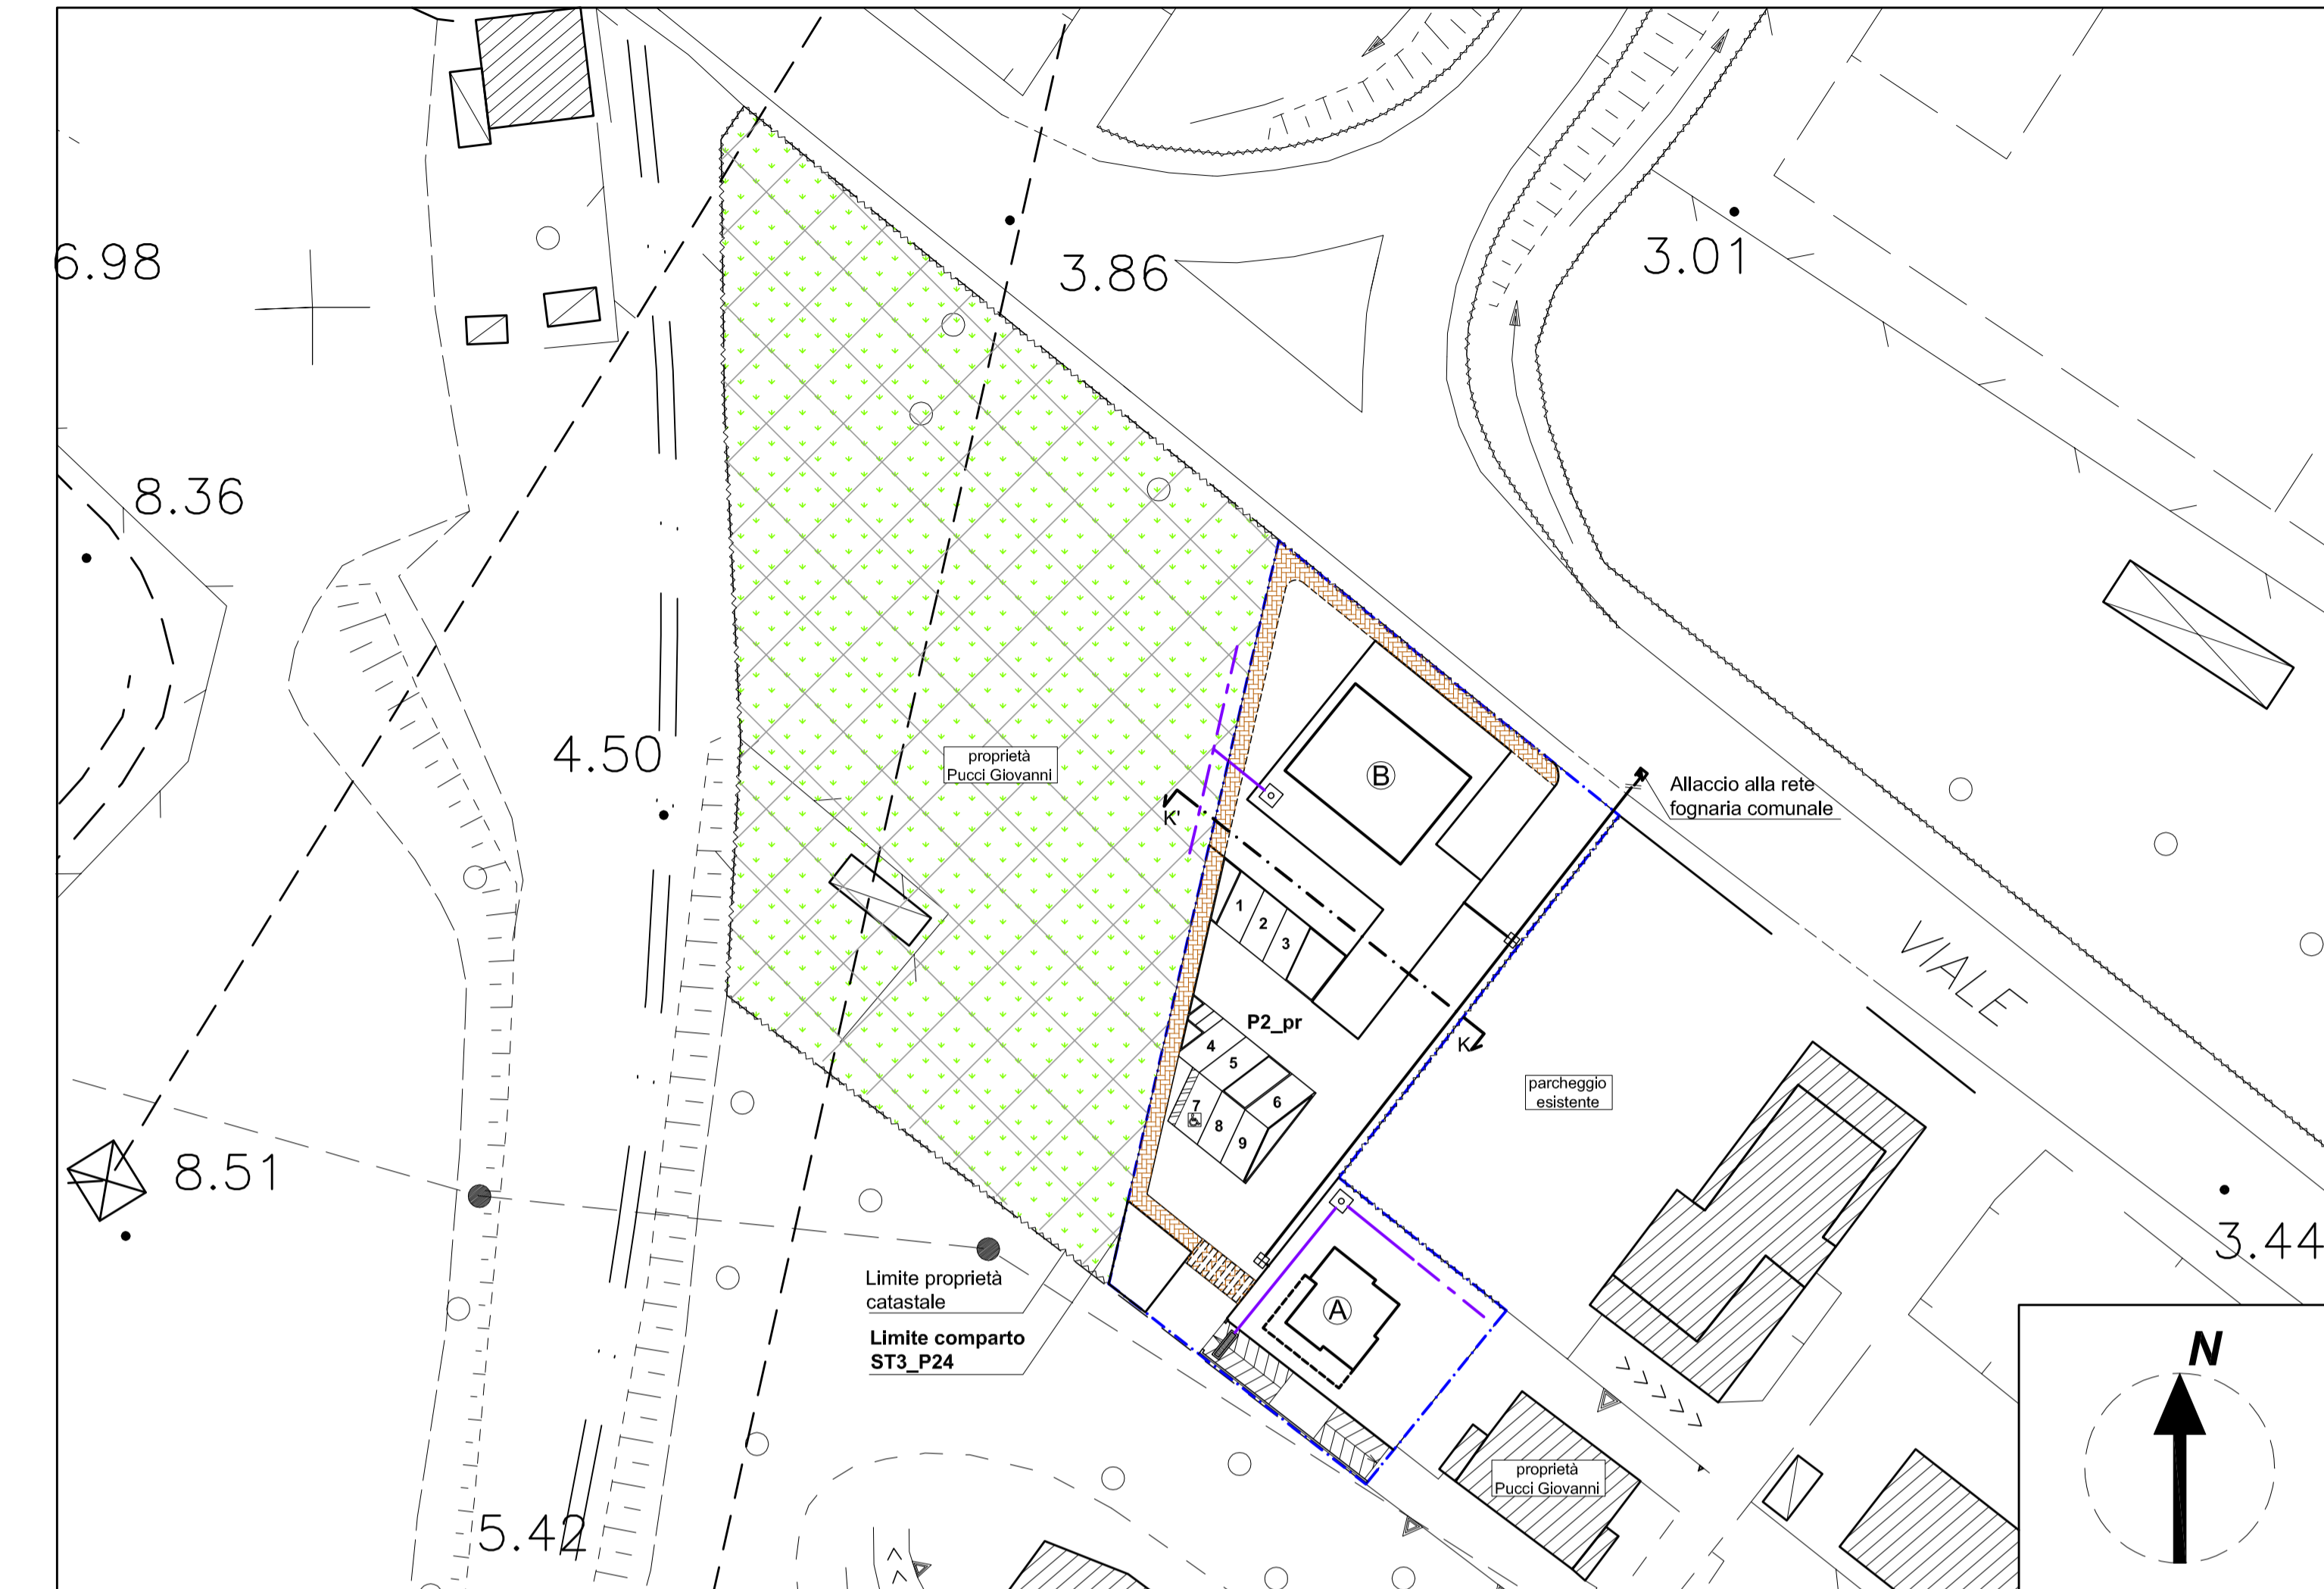 6.98
3.86
3.01
8.36
4.50
proprietà
Pucci Giovanni
B
Allaccio alla rete
fognaria comunale
K'
1
2
3
VIALE
P2_pr
K
4
5
6
7
8
9
parcheggio
esistente
8.51
3.44
Limite proprietà
catastale
Limite comparto
ST3_P24
A
N
proprietà
Pucci Giovanni
5.42